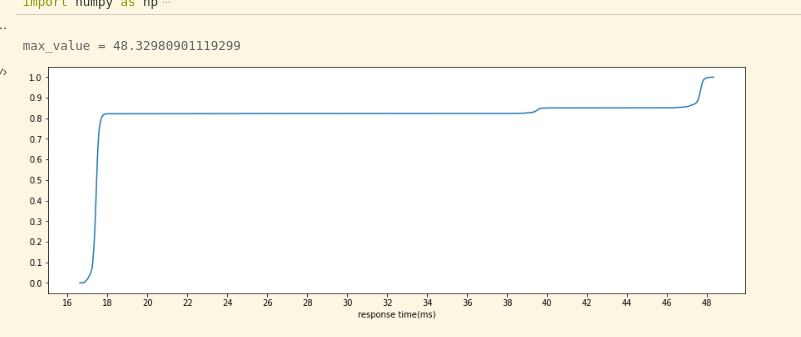 import numpy as np ...
max_value = 48.32980901119299
1.0
0.9
0.8
0.7
0.6
0.5
0.4
0.3
0.2
0.1
0.0
16 18 20 22 24 26 28 30 32 34 36 38 40 42 44 46 48
response time(ms)